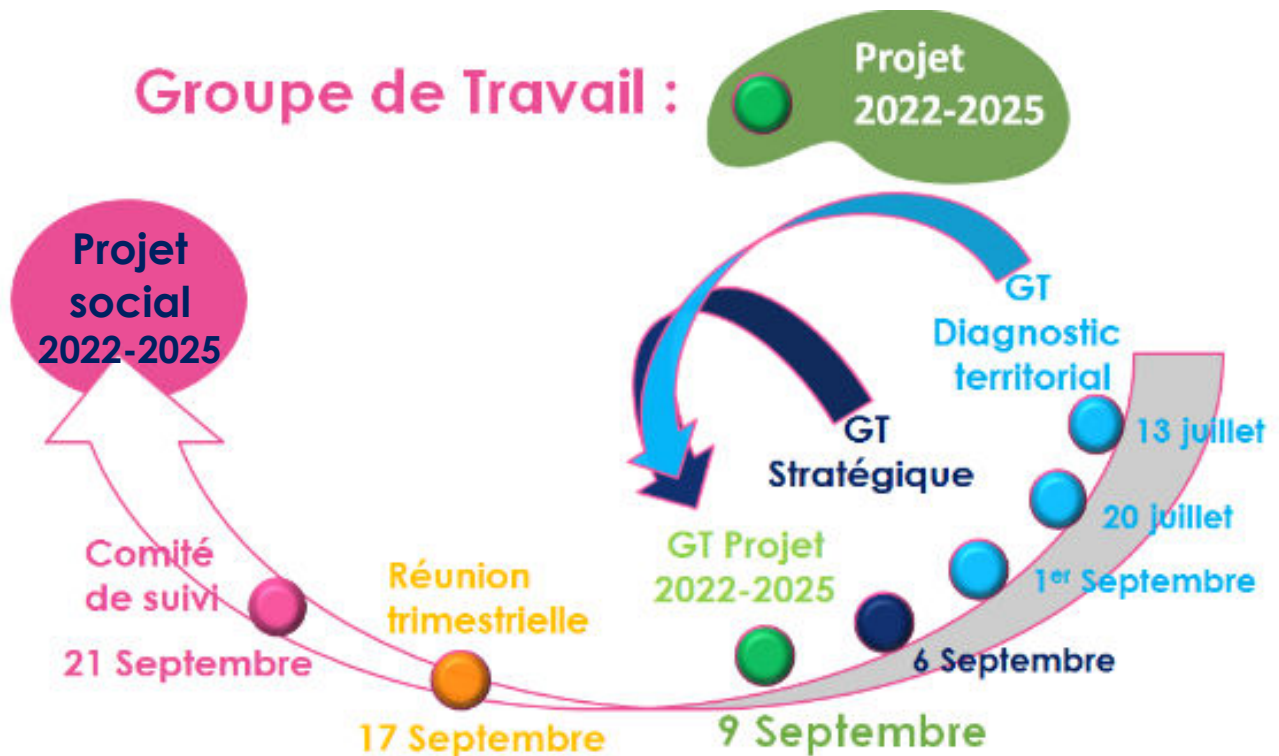 Groupe de Travail :
Projet
2022-2025
Projet
social
2022-2025
GT
Diagnostic
territorial
13 juillet
GT
Stratégique
20 juillet
GT Projet
2022-2025
1er Septembre
Comité
de suivi
Réunion
trimestrielle
21 Septembre
6 Septembre
17 Septembre
9 Septembre